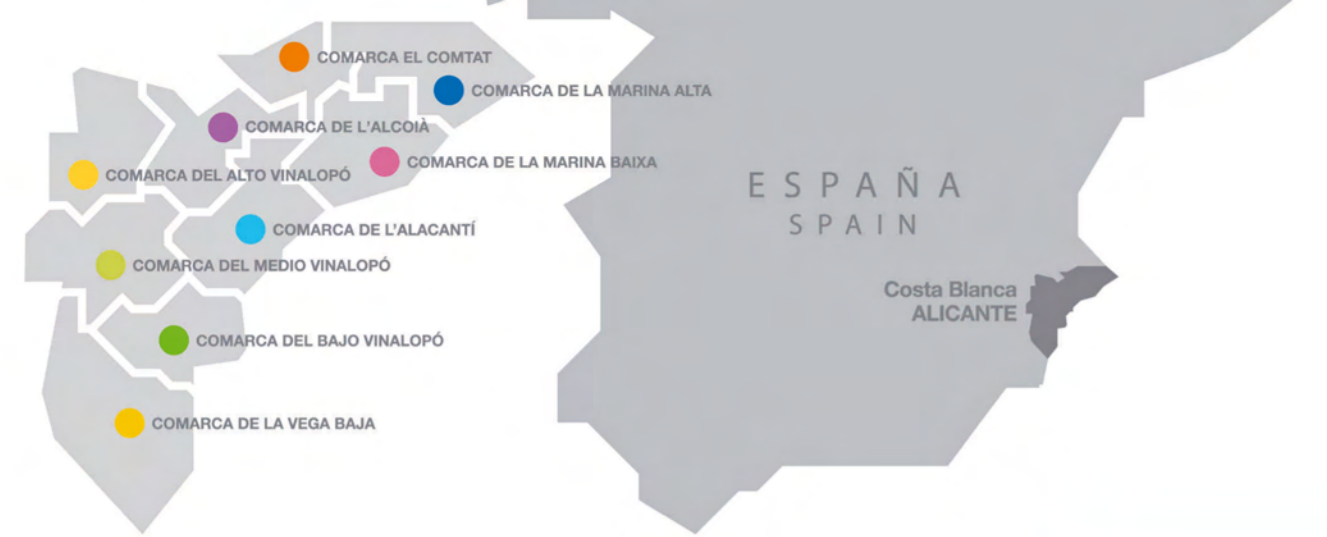 COMARCA EL COMTAT
COMARCA DE LA MARINA ALTA
COMARCA DE L'ALCOIÀ
COMARCA DE LA MARINA BAIXA
COMARCA DEL ALTO VINALOPÓ
COMARCA DE L'ALACANTÍ
COMARCA DEL MEDIO VINALOPÓ
COMARCA DEL BAJO VINALOPÓ
COMARCA DE LA VEGA BAJA
ESPAÑA
SPAIN
Costa Blanca
ALICANTE